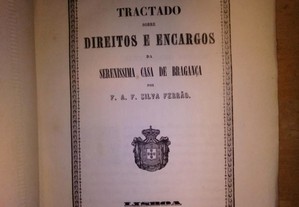 TRACTADO
SOBRE
DIREITOS E ENCARGOS
DA
SERENISSIMA CASA DE BRAGANÇA
POR
F. A. F. SILVA FERRÃO.
LISBOA